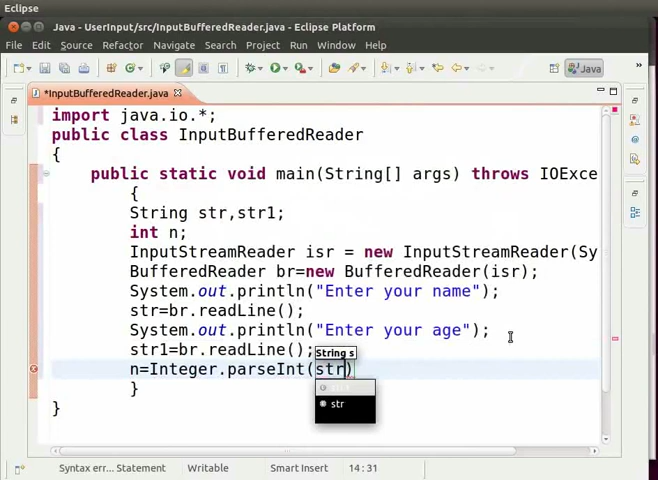 Eclipse
Java - UserInput/src/InputBufferedReader.java - Eclipse Platform
File Edit Source Refactor Navigate Search Project Run Window Help
Java
*InputBufferedReader.java
import java.io.*;
public class InputBufferedReader
{
public static void main(String[] args) throws IOExce
{
String str,str1;
int n;
InputStreamReader isr = new InputStreamReader(Sy
BufferedReader br=new BufferedReader(isr);
System.out.println("Enter your name");
str=br.readLine();
System.out.println("Enter your age");
str1=br.readLine();
String s
n=Integer.parseInt(str)
str
}
}
Syntax err... Statement Writable Smart Insert 14 : 31